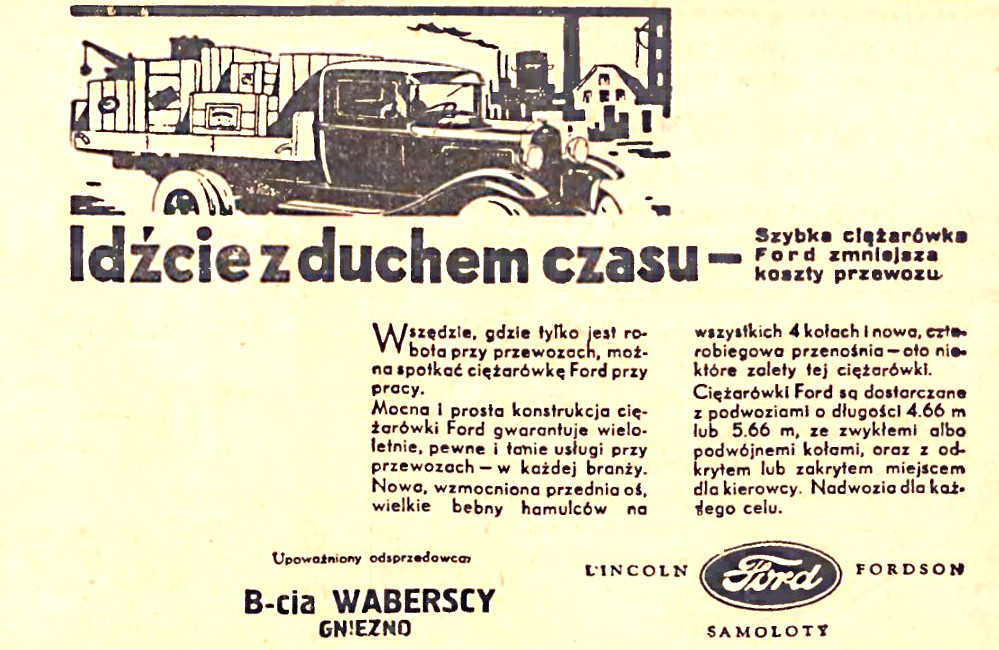 Idźcie z duchem czasu —
Szybka ciężarówka
Ford zmniejsza
koszty przewozu
Wszędzie, gdzie tylko jest ro-
bota przy przewozach, moż-
na spotkać ciężarówkę Ford przy
pracy.
Mocna i prosta konstrukcja cię-
żarówki Ford gwarantuje wielo-
letnie, pewne i tanie usługi przy
przewozach — w każdej branży.
Nowa, wzmocniona przednia oś,
wielkie bębny hamulców na
wszystkich 4 kołach i nowa, czte-
robiegowa przenośnia — oto nie-
które zalety tej ciężarówki.
Ciężarówki Ford są dostarczane
z podwoziami o długości 4.66 m
lub 5.66 m, ze zwykłemi albo
podwójnemi kołami, oraz z od-
krytem lub zakrytem miejscem
dla kierowcy. Nadwozia dla każ-
dego celu.
Upoważniony odsprzedawca:
B-cia WABERSCY
GNIEZNO
LINCOLN Ford FORDSON
SAMOLOTY